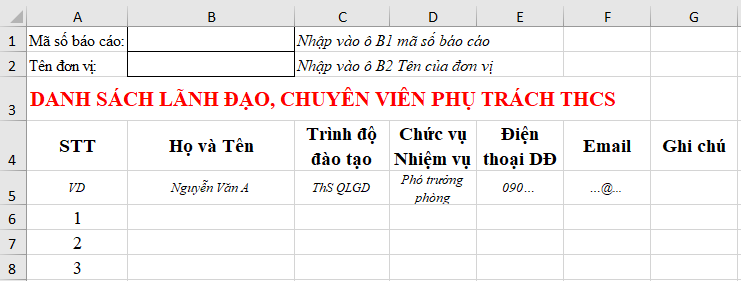 A B C D E F G
1 Mã số báo cáo: Nhập vào ô B1 mã số báo cáo
2 Tên đơn vị: Nhập vào ô B2 Tên của đơn vị
3 DANH SÁCH LÃNH ĐẠO, CHUYÊN VIÊN PHỤ TRÁCH THCS
4 STT Họ và Tên Trình độ đào tạo Chức vụ Nhiệm vụ Điện thoại DĐ Email Ghi chú
5 VD Nguyễn Văn A ThS QLGD Phó trưởng phòng 090... ...@...
6 1
7 2
8 3